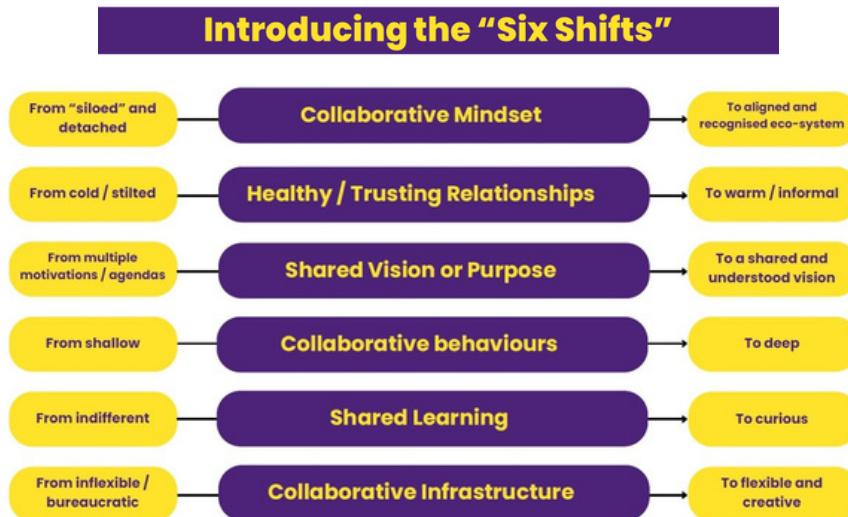 Introducing the “Six Shifts”
From “siloed” and
detached
Collaborative Mindset
To aligned and
recognised eco-system
From cold / stilted
Healthy / Trusting Relationships
To warm / informal
From multiple
motivations / agendas
Shared Vision or Purpose
To a shared and
understood vision
From shallow
Collaborative behaviours
To deep
From indifferent
Shared Learning
To curious
From inflexible /
bureaucratic
Collaborative Infrastructure
To flexible and
creative